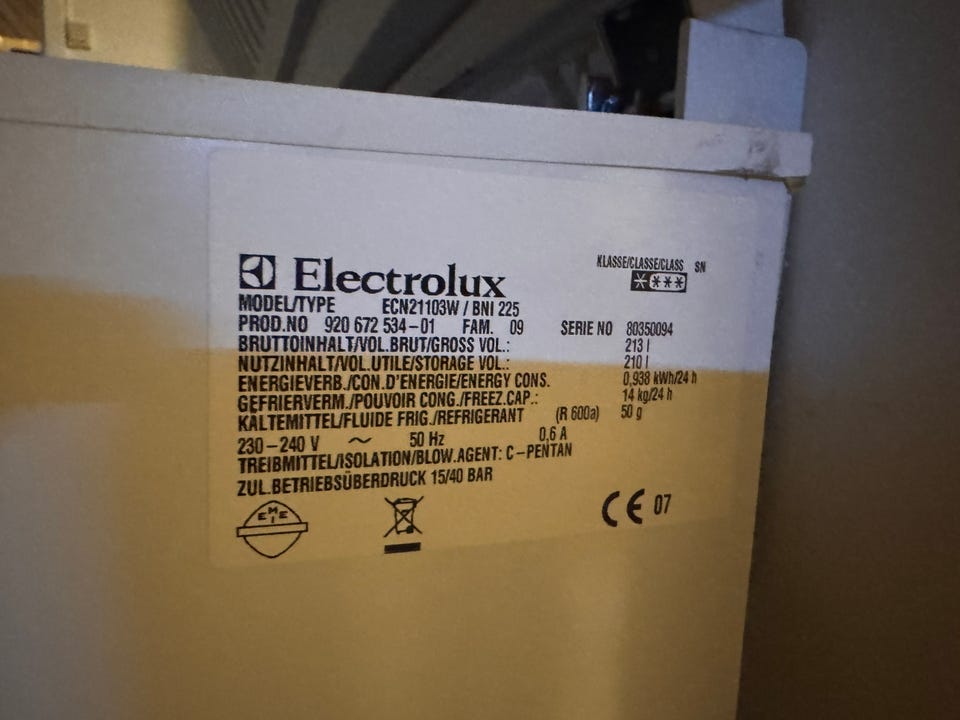 Electrolux
KLASSE/CLASSE/CLASS SN
MODEL/TYPE ECN21103W / BNI 225
PROD.NO 920 672 534-01 FAM. 09 SERIE NO 80350094
BRUTTOINHALT/VOL.BRUT/GROSS VOL.: 213 l
NUTZINHALT/VOL.UTILE/STORAGE VOL.: 210 l
ENERGIEVERB./CON.D'ENERGIE/ENERGY CONS. 0,938 kWh/24 h
GEFRIERVERM./POUVOIR CONG./FREEZ.CAP.: 14 kg/24 h
KALTEMITTEL/FLUIDE FRIG./REFRIGERANT (R 600a) 50 g
230-240 V ~ 50 Hz 0,6 A
TREIBMITTEL/ISOLATION/BLOW.AGENT: C-PENTAN
ZUL.BETRIEBSÜBERDRUCK 15/40 BAR
EMEI
CE 07